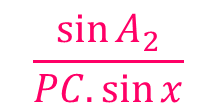 sin A₂
PC. sin x